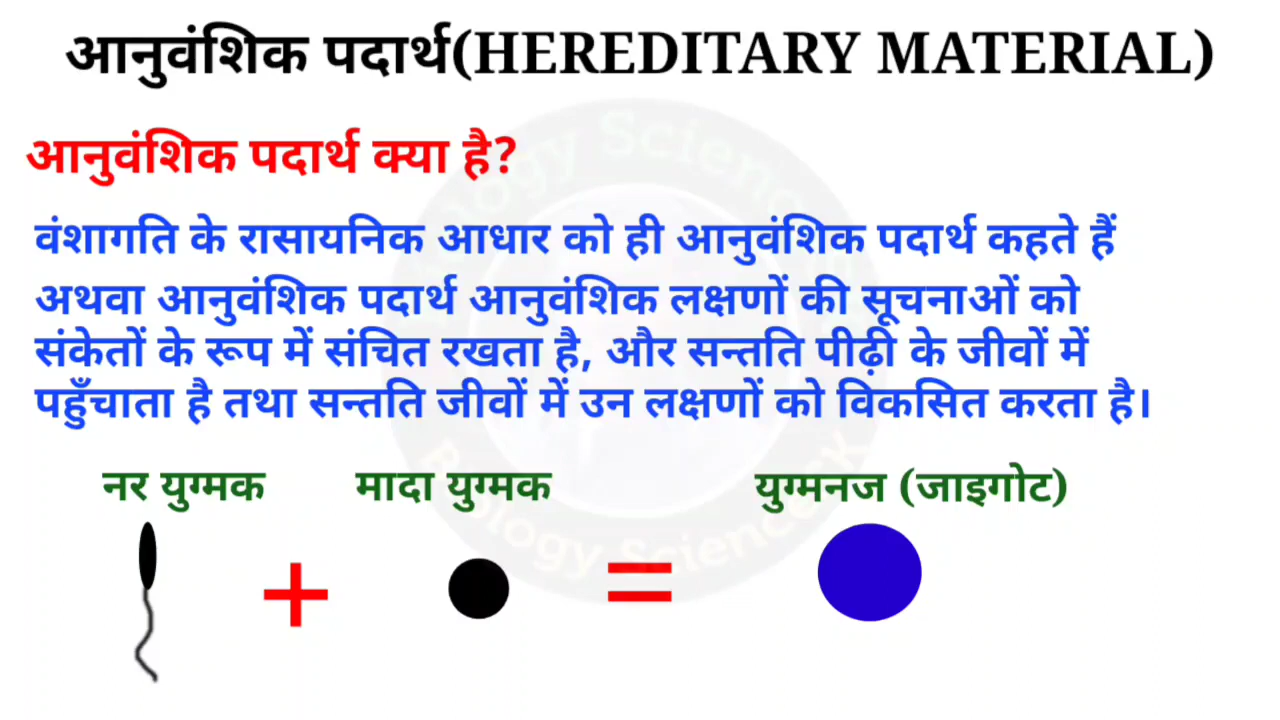 आनुवंशिक पदार्थ(HEREDITARY MATERIAL)
आनुवंशिक पदार्थ क्या है?
वंशागति के रासायनिक आधार को ही आनुवंशिक पदार्थ कहते हैं
अथवा आनुवंशिक पदार्थ आनुवंशिक लक्षणों की सूचनाओं को
संकेतों के रूप में संचित रखता है, और सन्तति पीढ़ी के जीवों में
पहुँचाता है तथा सन्तति जीवों में उन लक्षणों को विकसित करता है।
नर युग्मक मादा युग्मक युग्मनज (जाइगोट)
+ =